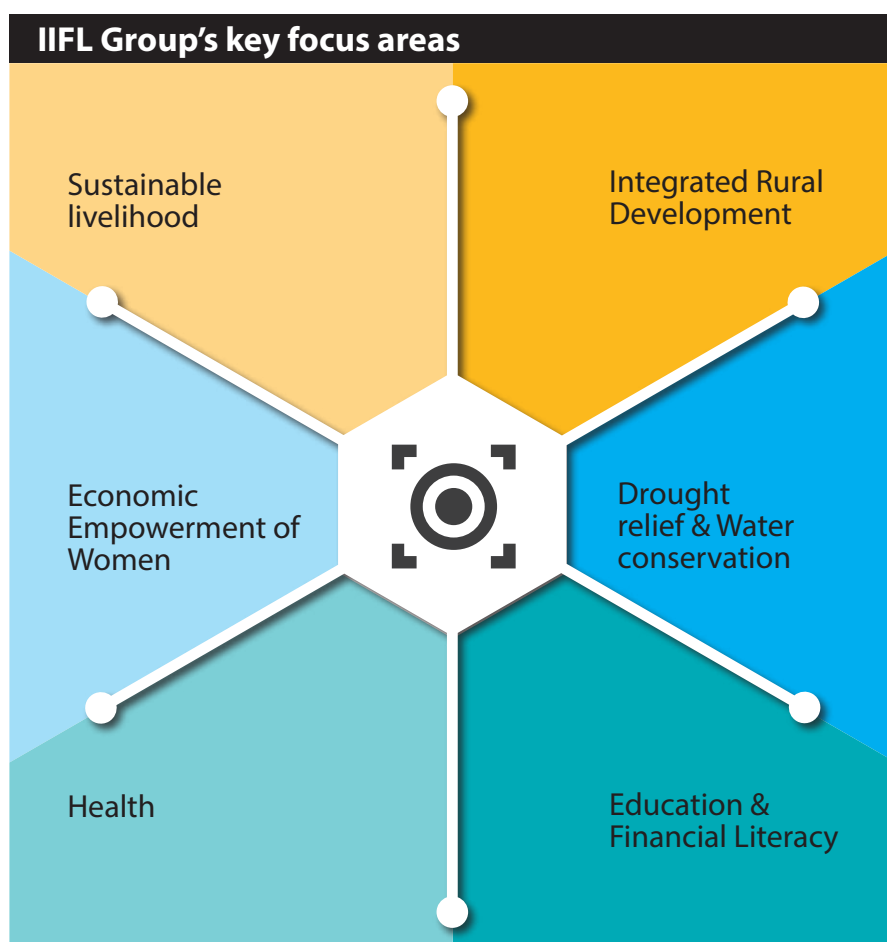 IIFL Group's key focus areas
Sustainable
livelihood
Integrated Rural
Development
Economic
Empowerment of
Women
Drought
relief & Water
conservation
Health
Education &
Financial Literacy